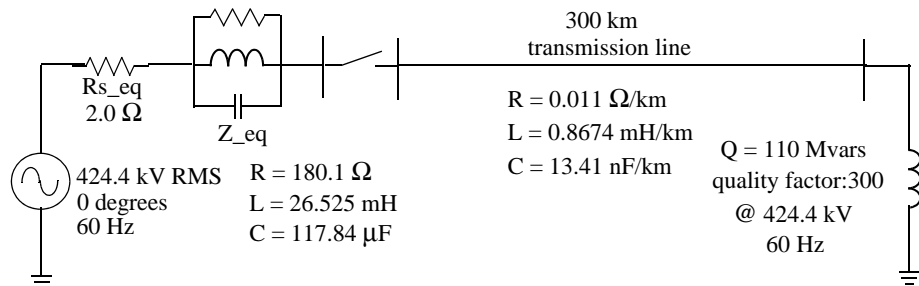 300 km
transmission line
Rs_eq
2.0 Ω
Z_eq
R = 0.011 Ω/km
L = 0.8674 mH/km
C = 13.41 nF/km
424.4 kV RMS
0 degrees
60 Hz
R = 180.1 Ω
L = 26.525 mH
C = 117.84 μF
Q = 110 Mvars
quality factor:300
@ 424.4 kV
60 Hz